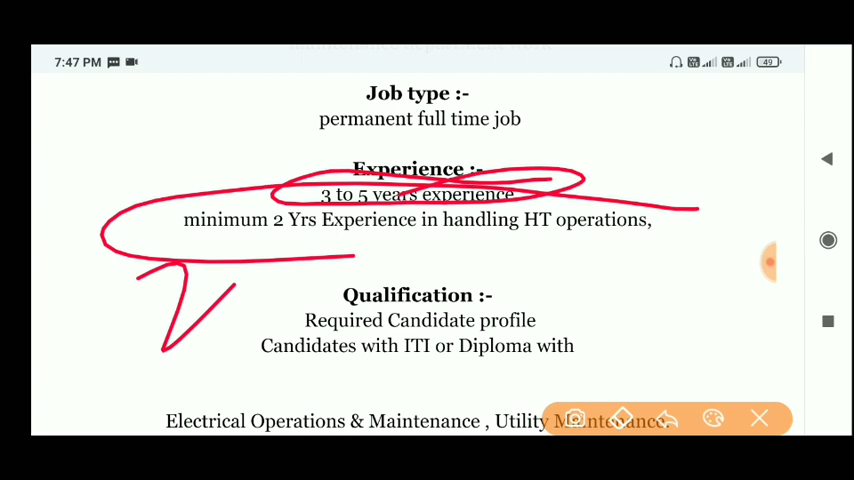 7:47 PM
49
Job type :-
permanent full time job
Experience :-
3 to 5 years experience
minimum 2 Yrs Experience in handling HT operations,
Qualification :-
Required Candidate profile
Candidates with ITI or Diploma with
Electrical Operations & Maintenance , Utility Maintenance,